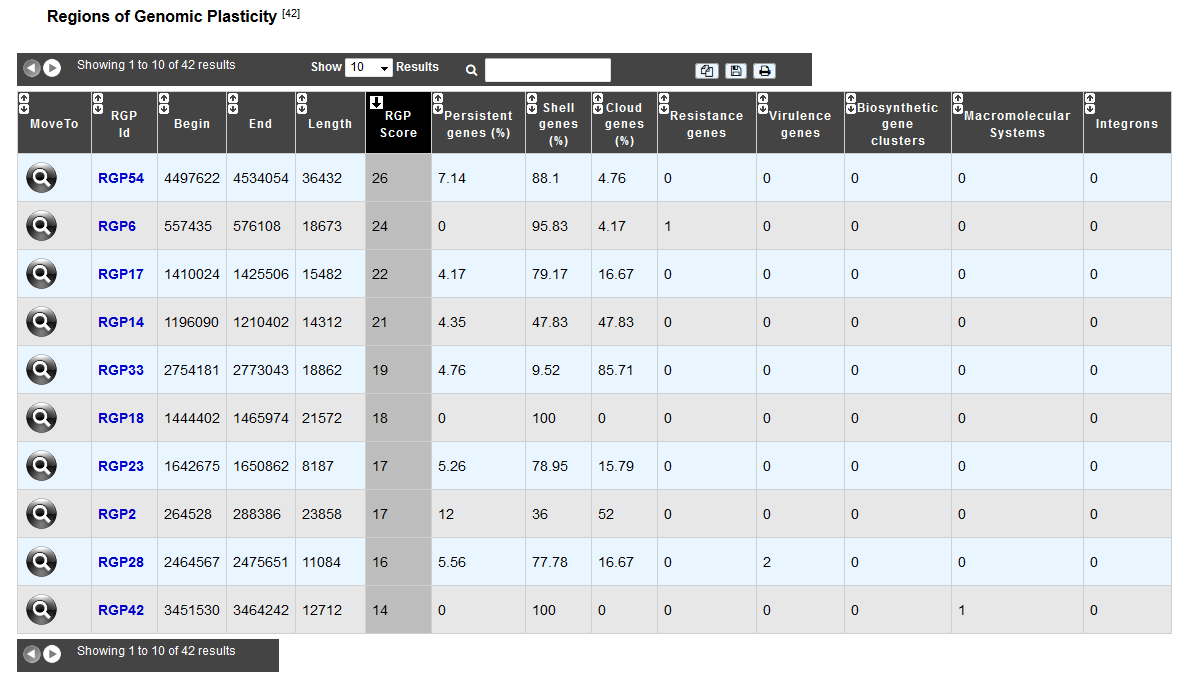 Regions of Genomic Plasticity [42]
Showing 1 to 10 of 42 results Show 10 Results
MoveTo RGP Id Begin End Length RGP Score Persistent genes (%) Shell genes (%) Cloud genes (%) Resistance genes Virulence genes Biosynthetic gene clusters Macromolecular Systems Integrons
RGP54 4497622 4534054 36432 26 7.14 88.1 4.76 0 0 0 0 0
RGP6 557435 576108 18673 24 0 95.83 4.17 1 0 0 0 0
RGP17 1410024 1425506 15482 22 4.17 79.17 16.67 0 0 0 0 0
RGP14 1196090 1210402 14312 21 4.35 47.83 47.83 0 0 0 0 0
RGP33 2754181 2773043 18862 19 4.76 9.52 85.71 0 0 0 0 0
RGP18 1444402 1465974 21572 18 0 100 0 0 0 0 0 0
RGP23 1642675 1650862 8187 17 5.26 78.95 15.79 0 0 0 0 0
RGP2 264528 288386 23858 17 12 36 52 0 0 0 0 0
RGP28 2464567 2475651 11084 16 5.56 77.78 16.67 0 2 0 0 0
RGP42 3451530 3464242 12712 14 0 100 0 0 0 0 1 0
Showing 1 to 10 of 42 results